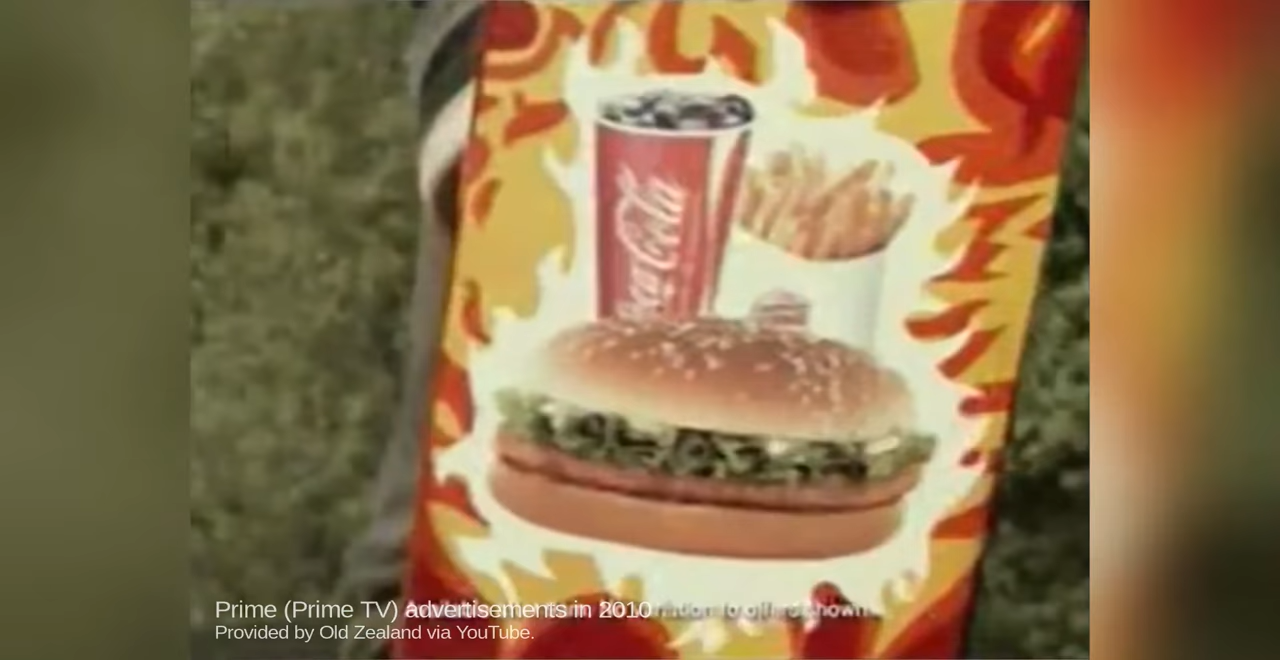 Coca-Cola
Prime (Prime TV) advertisements in 2010
Provided by Old Zealand via YouTube.